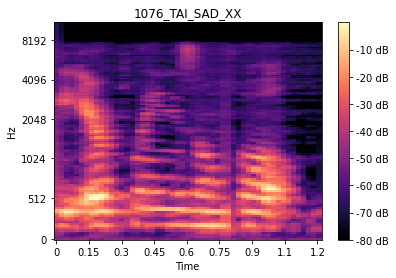 1076_TAI_SAD_XX
8192
4096
2048
1024
512
0
Hz
0 0.15 0.3 0.45 0.6 0.75 0.9 1.1 1.2
Time
-10 dB
-20 dB
-30 dB
-40 dB
-50 dB
-60 dB
-70 dB
-80 dB